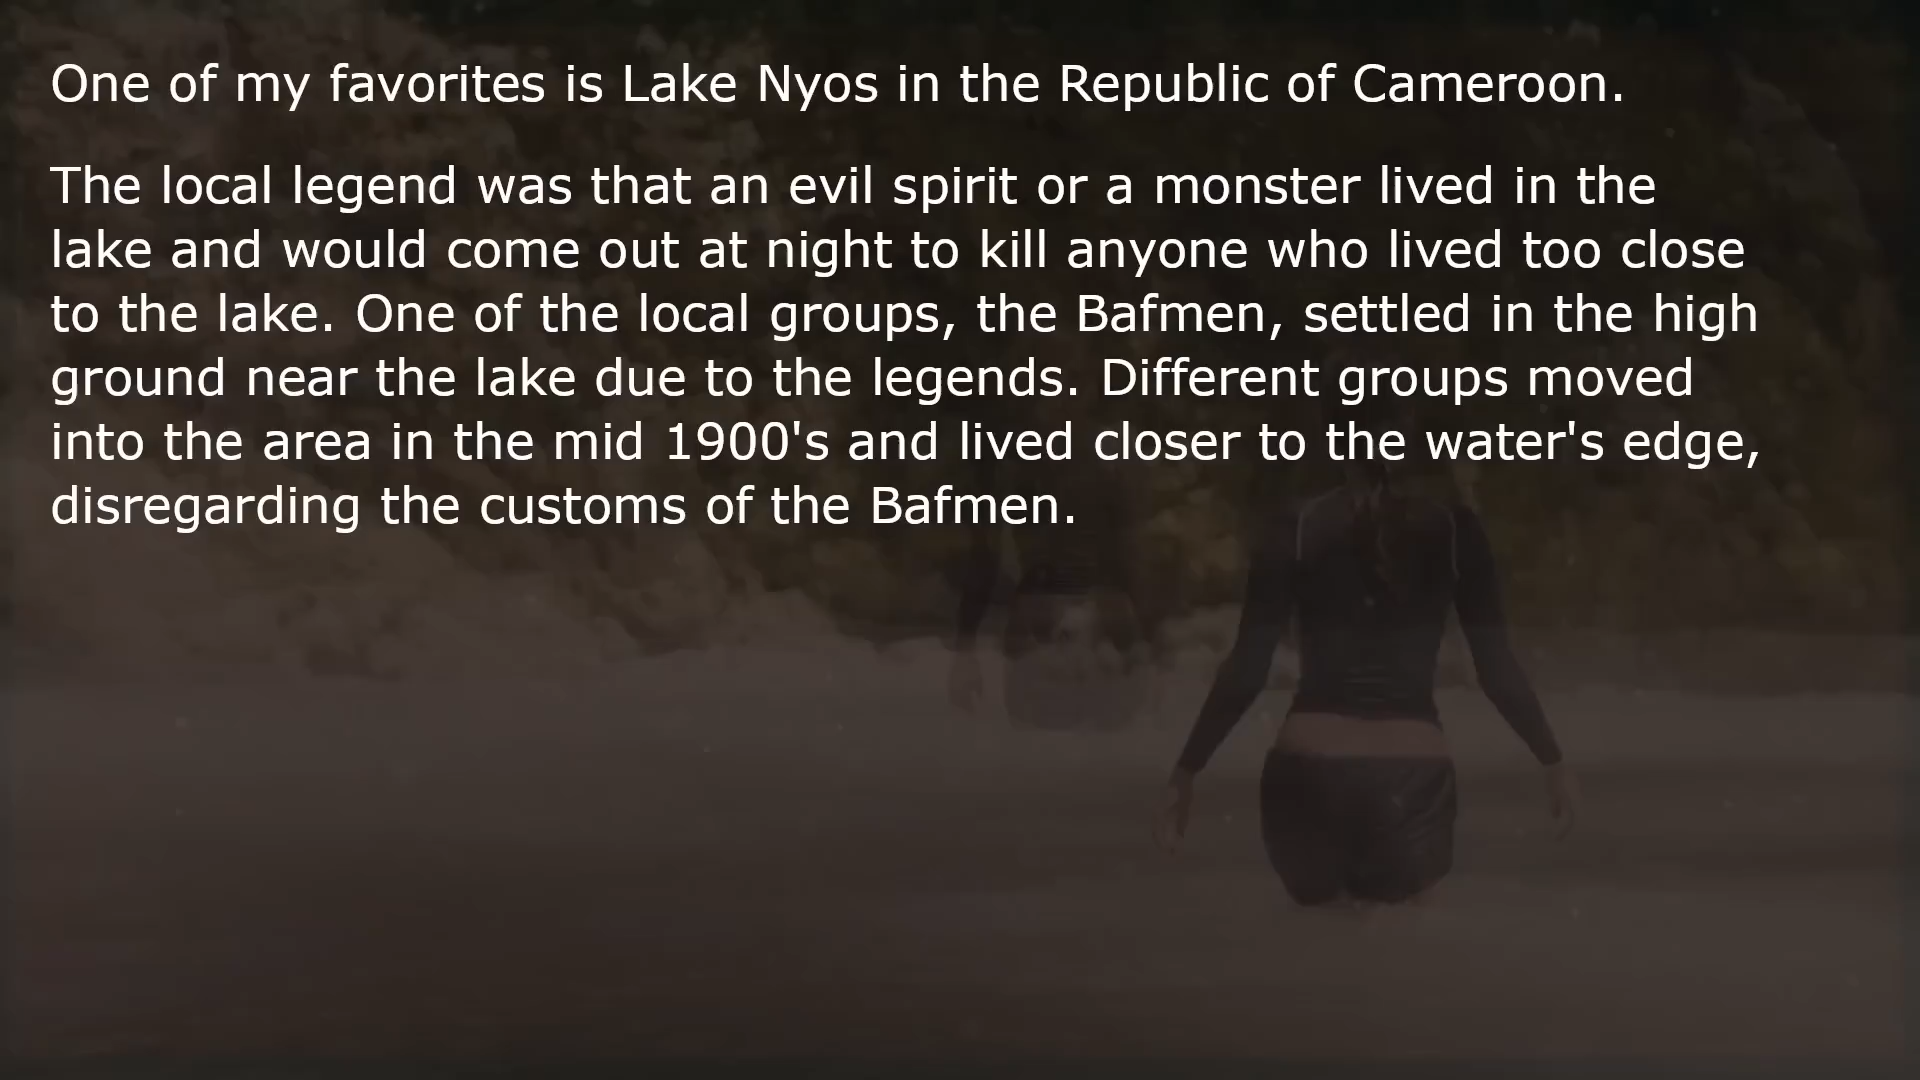 One of my favorites is Lake Nyos in the Republic of Cameroon.
The local legend was that an evil spirit or a monster lived in the
lake and would come out at night to kill anyone who lived too close
to the lake. One of the local groups, the Bafmen, settled in the high
ground near the lake due to the legends. Different groups moved
into the area in the mid 1900's and lived closer to the water's edge,
disregarding the customs of the Bafmen.